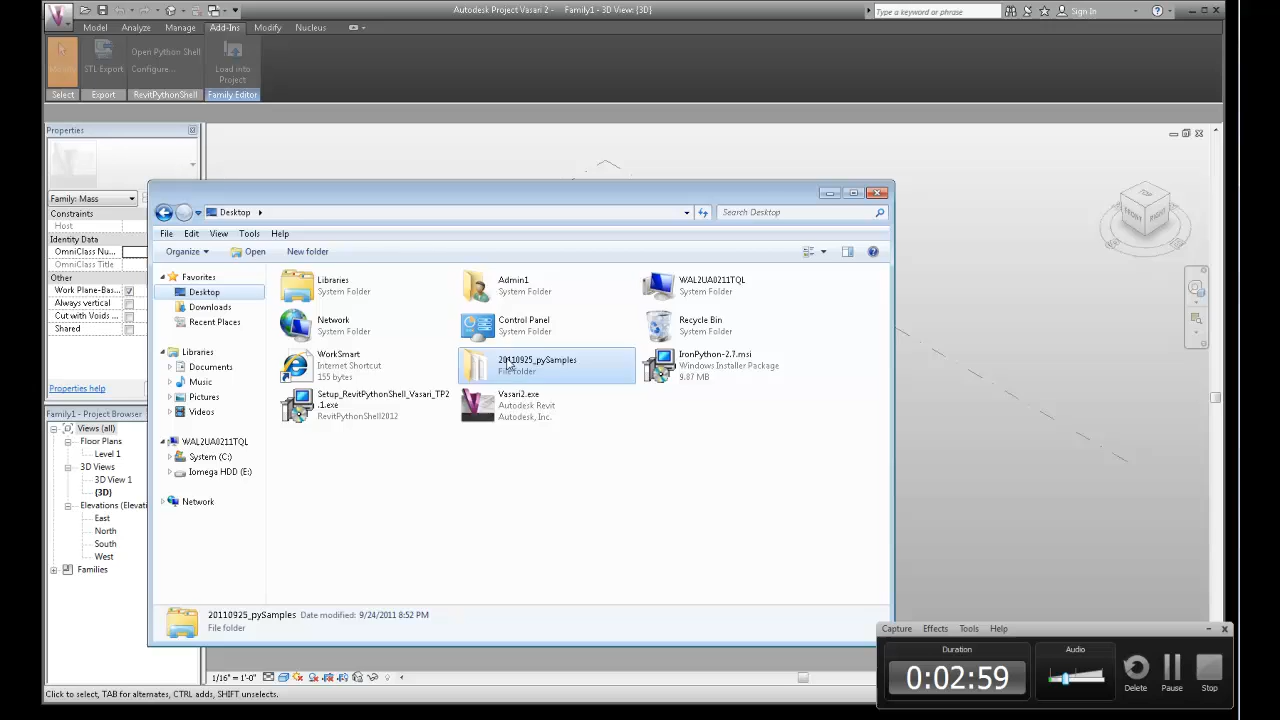 Autodesk Project Vasari 2 -    Family1 - 3D View: {3D}
Type a keyword or phrase
Sign In
Model Analyze Manage Add-Ins Modify Nucleus
Open Python Shell
STL Export Configure... Load into
Project
Select Export RevitPythonShell Family Editor
Properties
Family: Mass
Constraints
Host
Identity Data
OmniClass Nu...
OmniClass Title
Other
Work Plane-Bas...
Always vertical
Cut with Voids ...
Shared
Properties help
Family1 - Project Browser
Views (all)
Floor Plans
Level 1
3D Views
3D View 1
{3D}
Elevations (Elevati
East
North
South
West
Families
Desktop
Search Desktop
File Edit View Tools Help
Organize Open New folder
Favorites
Desktop
Downloads
Recent Places
Libraries
Documents
Music
Pictures
Videos
WAL2UA0211TQL
System (C:)
Iomega HDD (E:)
Network
Libraries
System Folder
Admin1
System Folder
WAL2UA0211TQL
System Folder
Network
System Folder
Control Panel
System Folder
Recycle Bin
System Folder
WorkSmart
Internet Shortcut
155 bytes
20110925_pySamples
File folder
IronPython-2.7.msi
Windows Installer Package
9.87 MB
Setup_RevitPythonShell_Vasari_TP2
.1.exe
RevitPythonShell2012
Vasari2.exe
Autodesk Revit
Autodesk, Inc.
20110925_pySamples Date modified: 9/24/2011 8:52 PM
File folder
FRONT RIGHT
1/16" = 1'-0"
Click to select, TAB for alternates, CTRL adds, SHIFT unselects.
Capture Effects Tools Help
Duration Audio
0:02:59
Delete Pause Stop